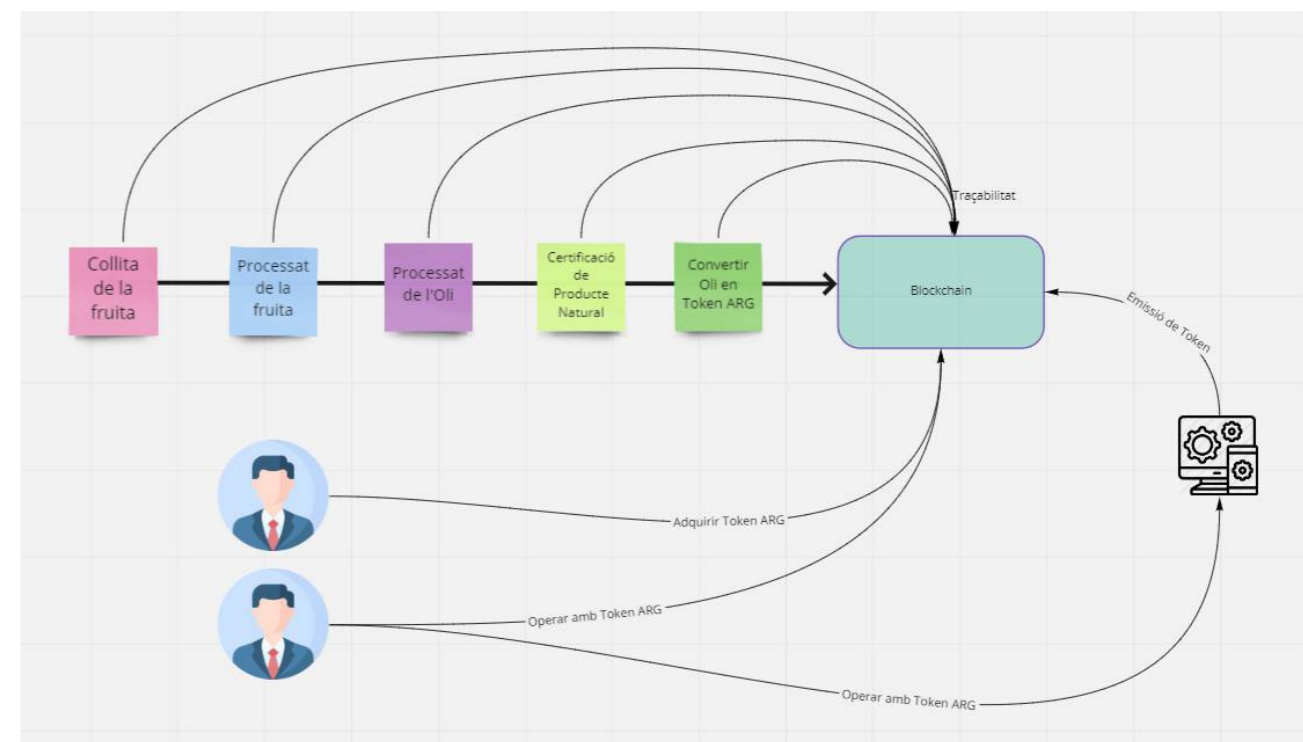 Traçabilitat
Collita
de la
fruita
Processat
de la
fruita
Processat
de l'Oli
Certificació
de
Producte
Natural
Convertir
Oli en
Token ARG
Blockchain
Emissió de Token
Adquirir Token ARG
Operar amb Token ARG
Operar amb Token ARG